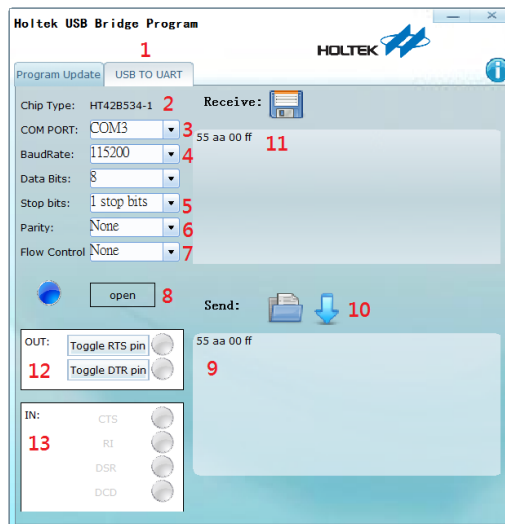 Holtek USB Bridge Program
1
HOLTEK
Program Update
USB TO UART
Chip Type: HT42B534-1 2
COM PORT: COM3 3
BaudRate: 115200 4
Data Bits: 8
Stop bits: 1 stop bits 5
Parity: None 6
Flow Control None 7
open 8
OUT:
Toggle RTS pin
12
Toggle DTR pin
IN:
13
CTS
RI
DSR
DCD
Receive:
55 aa 00 ff 11
Send: 10
55 aa 00 ff
9